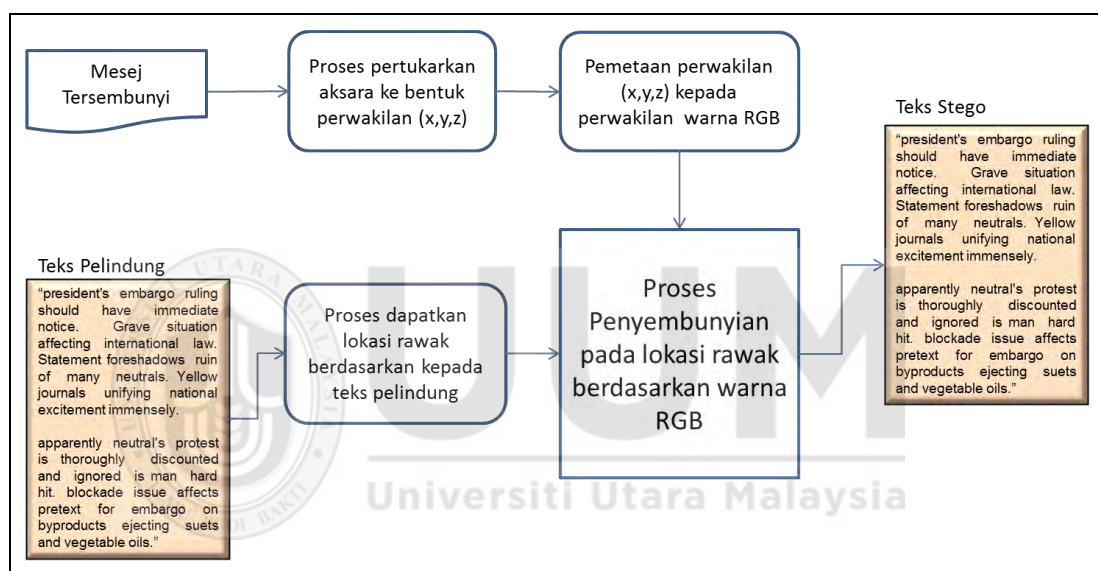 Mesej
Tersembunyi
Proses pertukarkan
aksara ke bentuk
perwakilan (x,y,z)
Pemetaan perwakilan
(x,y,z) kepada
perwakilan warna RGB
Teks Stego
“president's embargo ruling
should have immediate
notice. Grave situation
affecting international law.
Statement foreshadows ruin
of many neutrals. Yellow
journals unifying national
excitement immensely.
apparently neutral's protest
is thoroughly discounted
and ignored is man hard
hit. blockade issue affects
pretext for embargo on
byproducts ejecting suets
and vegetable oils.”
Teks Pelindung
“president's embargo ruling
should have immediate
notice. Grave situation
affecting international law.
Statement foreshadows ruin
of many neutrals. Yellow
journals unifying national
excitement immensely.
apparently neutral's protest
is thoroughly discounted
and ignored is man hard
hit. blockade issue affects
pretext for embargo on
byproducts ejecting suets
and vegetable oils.”
Proses dapatkan
lokasi rawak
berdasarkan kepada
teks pelindung
Proses
Penyembunyian
pada lokasi rawak
berdasarkan warna
RGB
UUM
Universiti Utara Malaysia
UTARA MALAYSIA
DI BAKTI